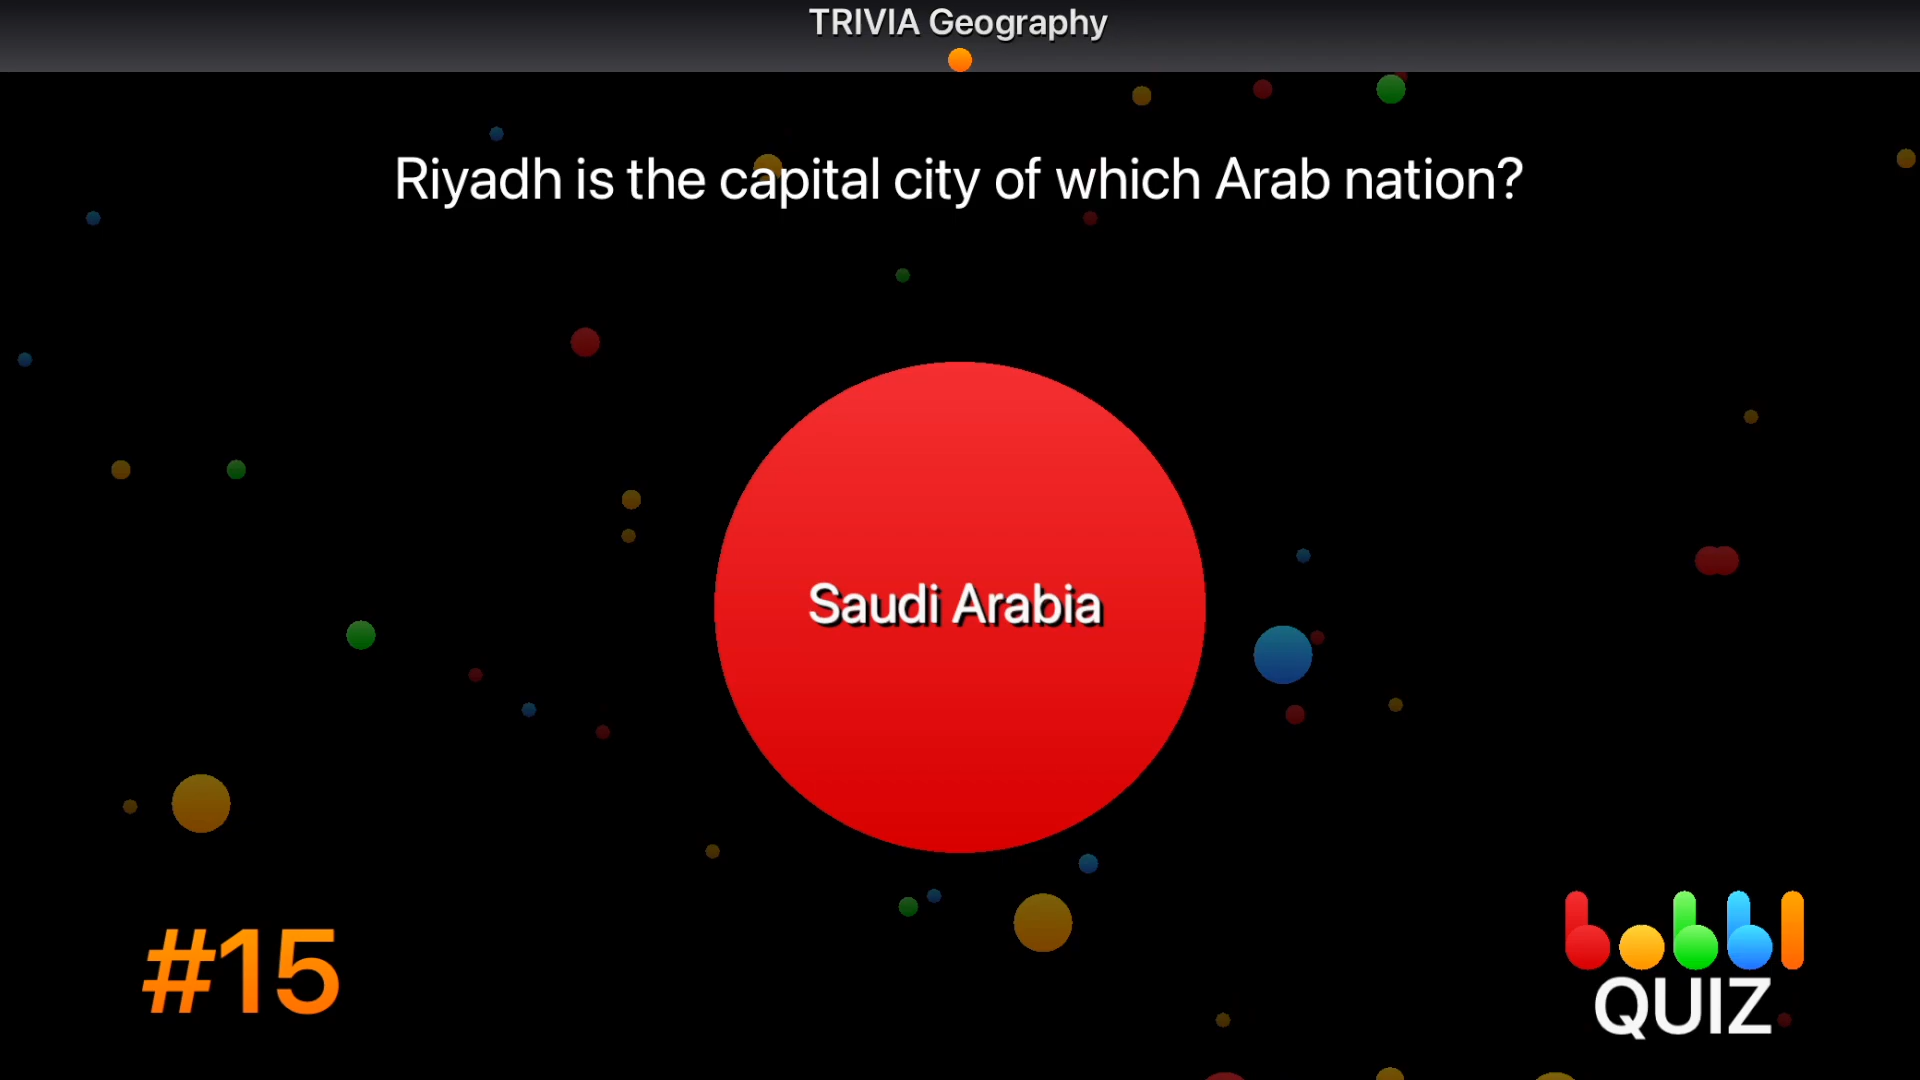 TRIVIA Geography
Riyadh is the capital city of which Arab nation?
Saudi Arabia
#15
bobbl
QUIZ